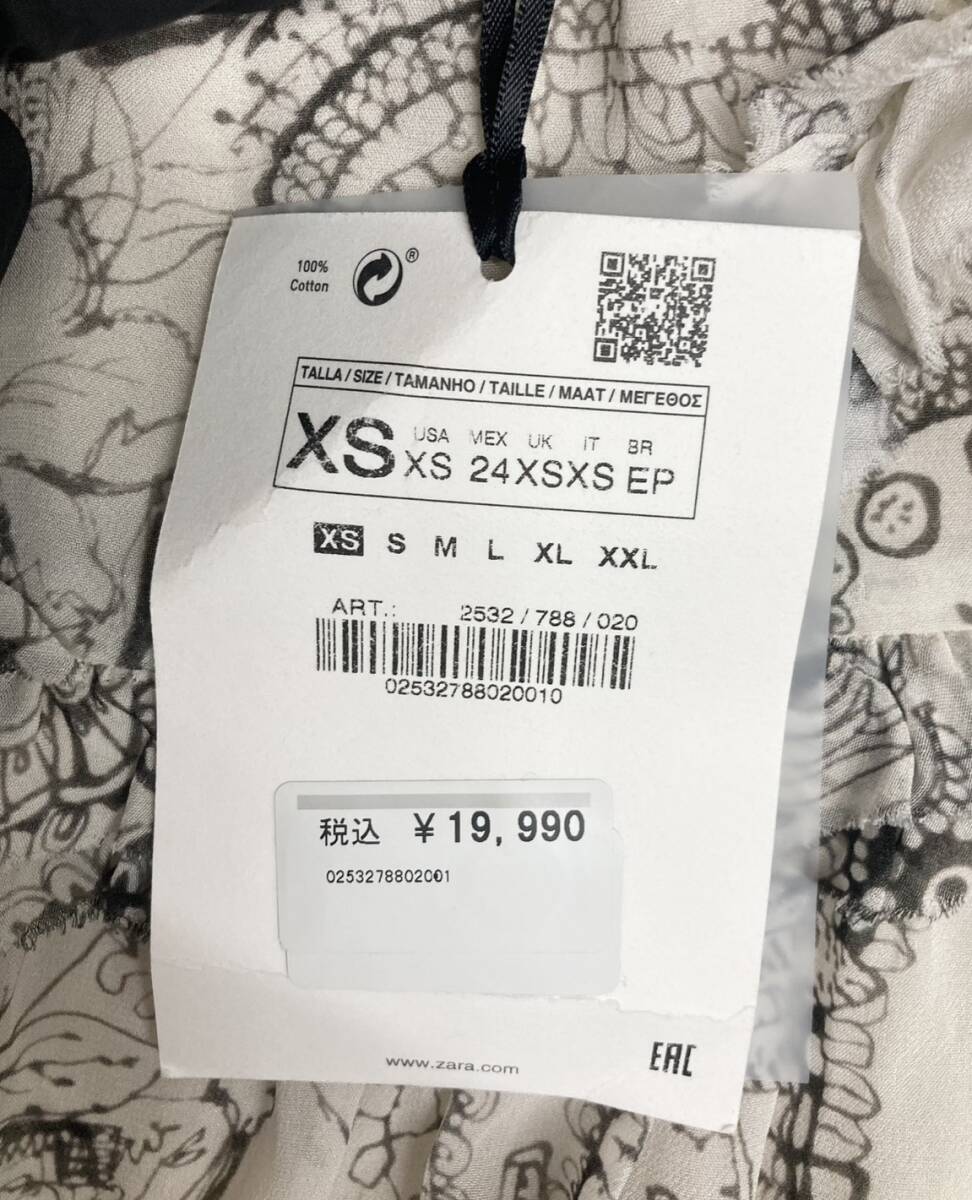 100%
Cotton
®
TALLA / SIZE / TAMANHO / TAILLE / MAAT / ΜΕΓΕΘΟΣ
XS USA MEX UK IT BR
XS 24 XS XS EP
XS S M L XL XXL
ART.: 2532 / 788 / 020
02532788020010
税込 ¥ 19,990
0253278802001
www.zara.com
EAC